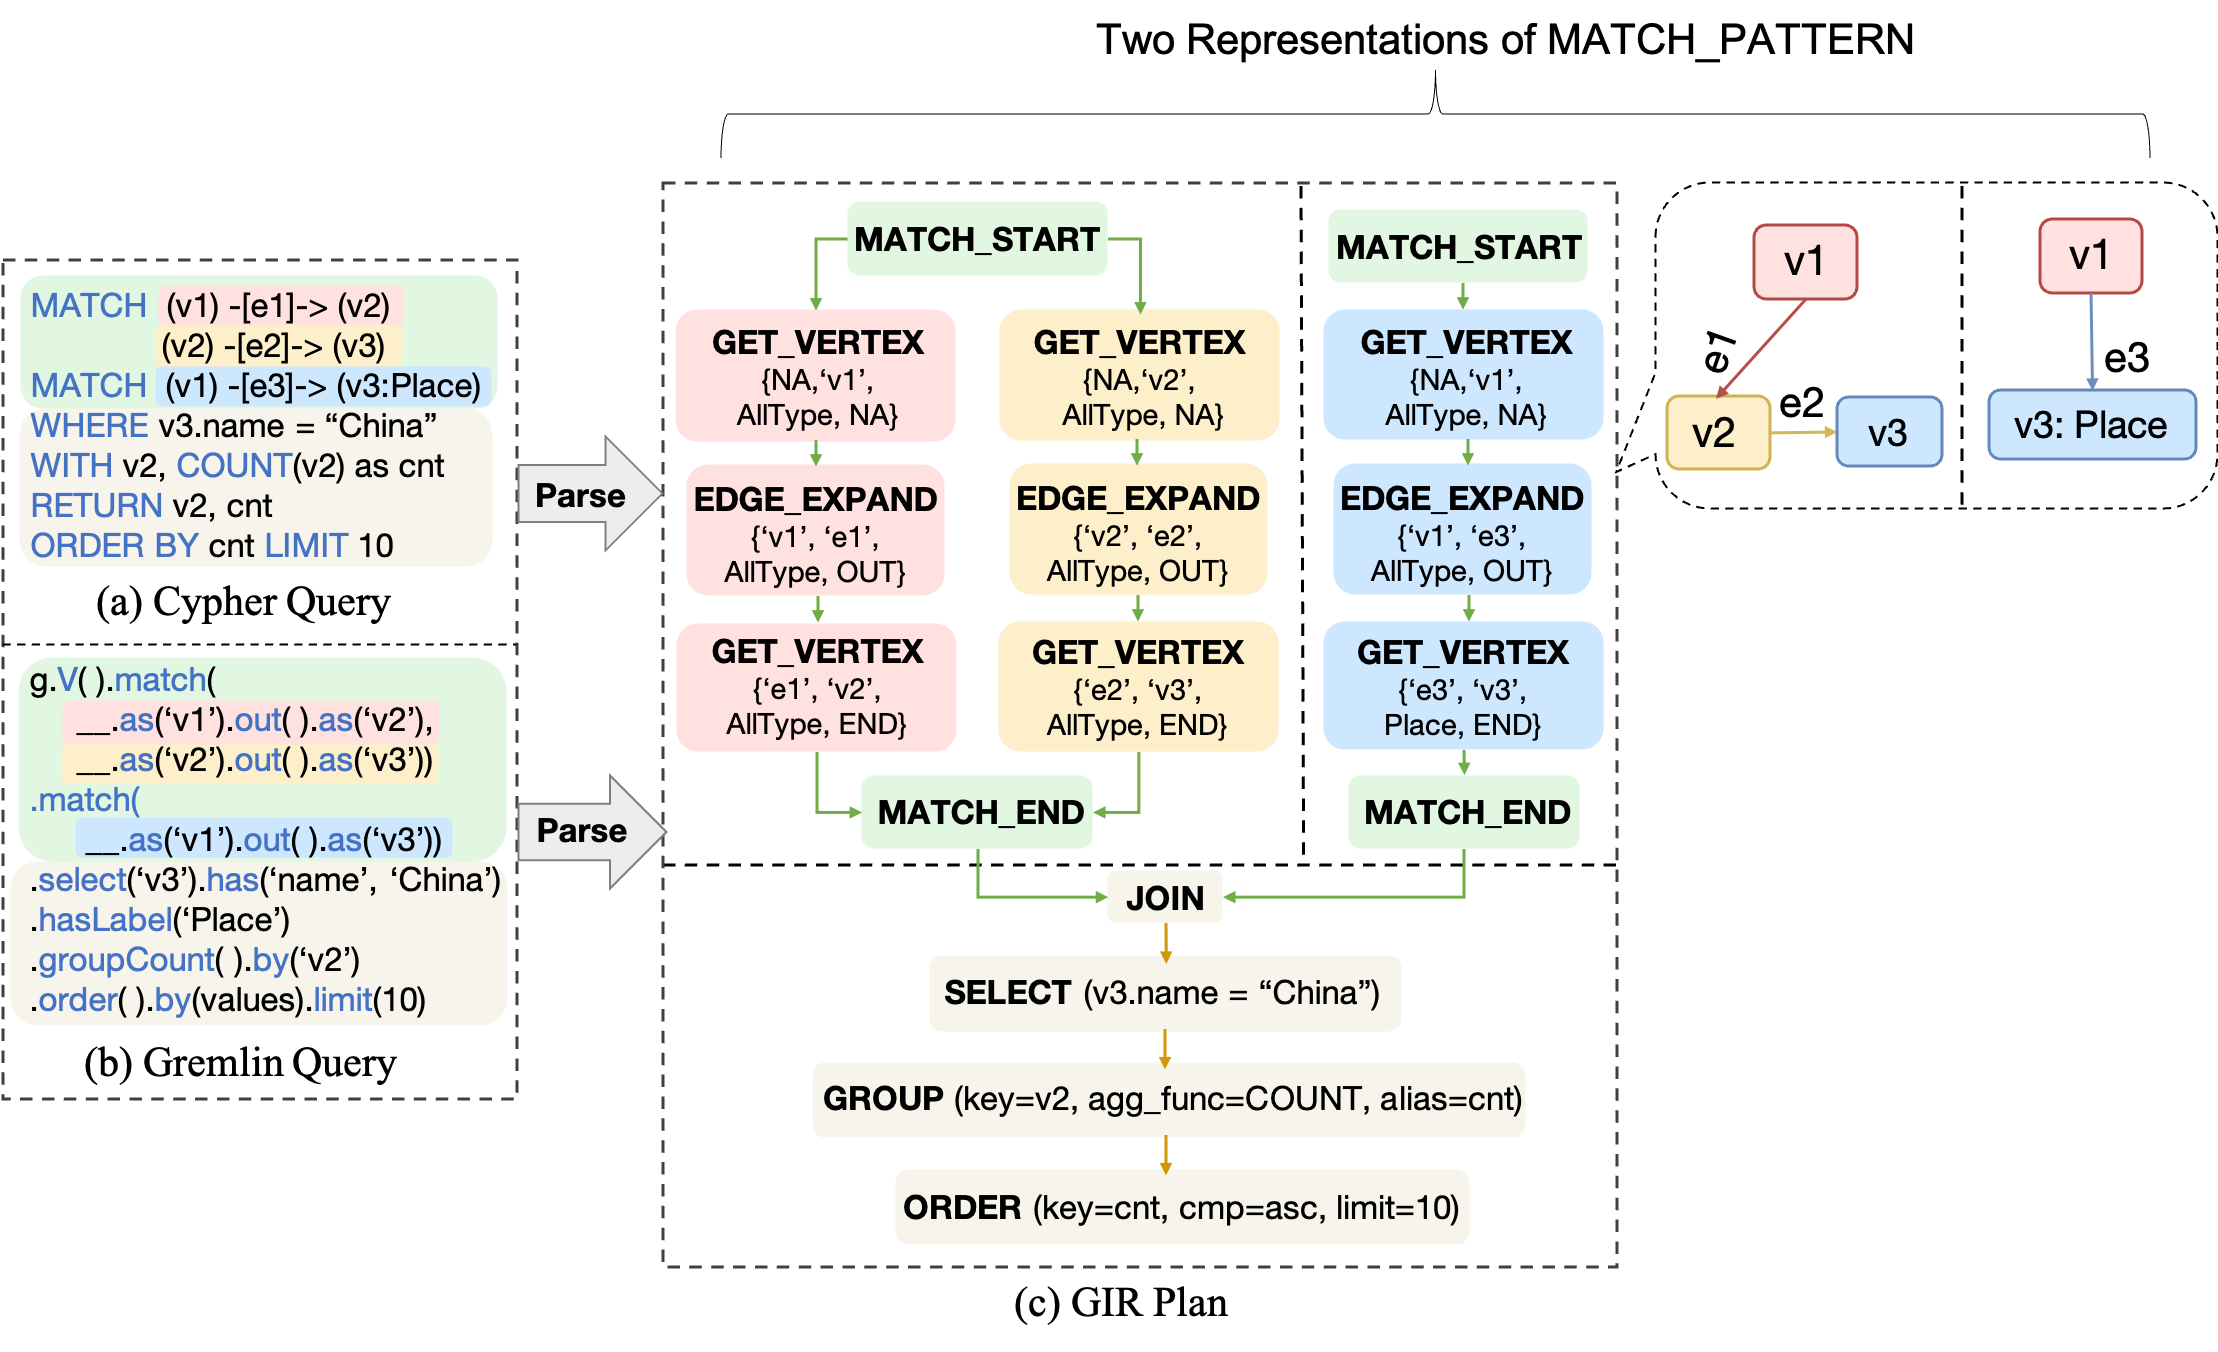 Two Representations of MATCH_PATTERN
MATCH (v1) -[e1]-> (v2)
(v2) -[e2]-> (v3)
MATCH (v1) -[e3]-> (v3:Place)
WHERE v3.name = “China”
WITH v2, COUNT(v2) as cnt
RETURN v2, cnt
ORDER BY cnt LIMIT 10
(a) Cypher Query
g.V( ).match(
__.as(‘v1’).out( ).as(‘v2’),
__.as(‘v2’).out( ).as(‘v3’))
.match(
__.as(‘v1’).out( ).as(‘v3’))
.select(‘v3’).has(‘name’, ‘China’)
.hasLabel(‘Place’)
.groupCount( ).by(‘v2’)
.order( ).by(values).limit(10)
(b) Gremlin Query
Parse
Parse
MATCH_START
GET_VERTEX
{NA,‘v1’,
AllType, NA}
EDGE_EXPAND
{‘v1’, ‘e1’,
AllType, OUT}
GET_VERTEX
{‘e1’, ‘v2’,
AllType, END}
GET_VERTEX
{NA,‘v2’,
AllType, NA}
EDGE_EXPAND
{‘v2’, ‘e2’,
AllType, OUT}
GET_VERTEX
{‘e2’, ‘v3’,
AllType, END}
MATCH_END
MATCH_START
GET_VERTEX
{NA,‘v1’,
AllType, NA}
EDGE_EXPAND
{‘v1’, ‘e3’,
AllType, OUT}
GET_VERTEX
{‘e3’, ‘v3’,
Place, END}
MATCH_END
JOIN
SELECT (v3.name = “China”)
GROUP (key=v2, agg_func=COUNT, alias=cnt)
ORDER (key=cnt, cmp=asc, limit=10)
(c) GIR Plan
v1
e1
v2
e2
v3
v1
e3
v3: Place